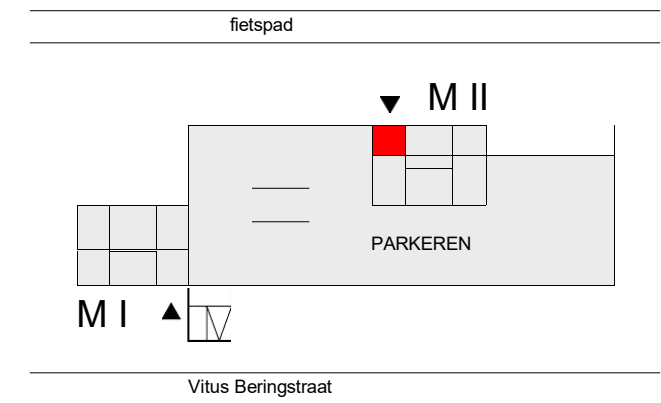 fietspad
M II
PARKEREN
M I
Vitus Beringstraat